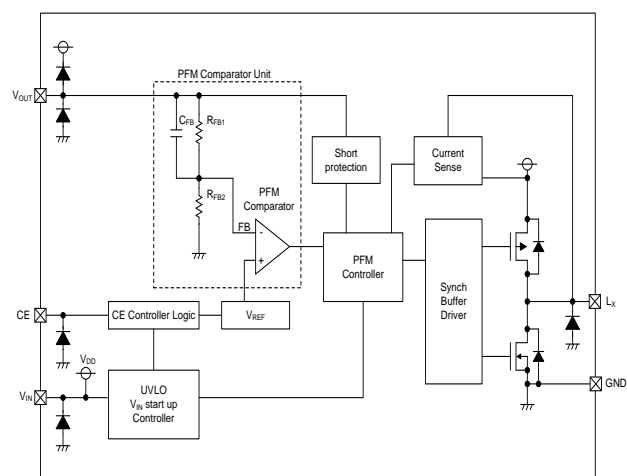 PFM Comparator Unit
VOUT
CFB
RFB1
Short
protection
Current
Sense
RFB2
PFM
Comparator
FB
-
+
PFM
Controller
Synch
Buffer
Driver
LX
CE
CE Controller Logic
VREF
VDD
VIN
UVLO
VIN start up
Controller
GND